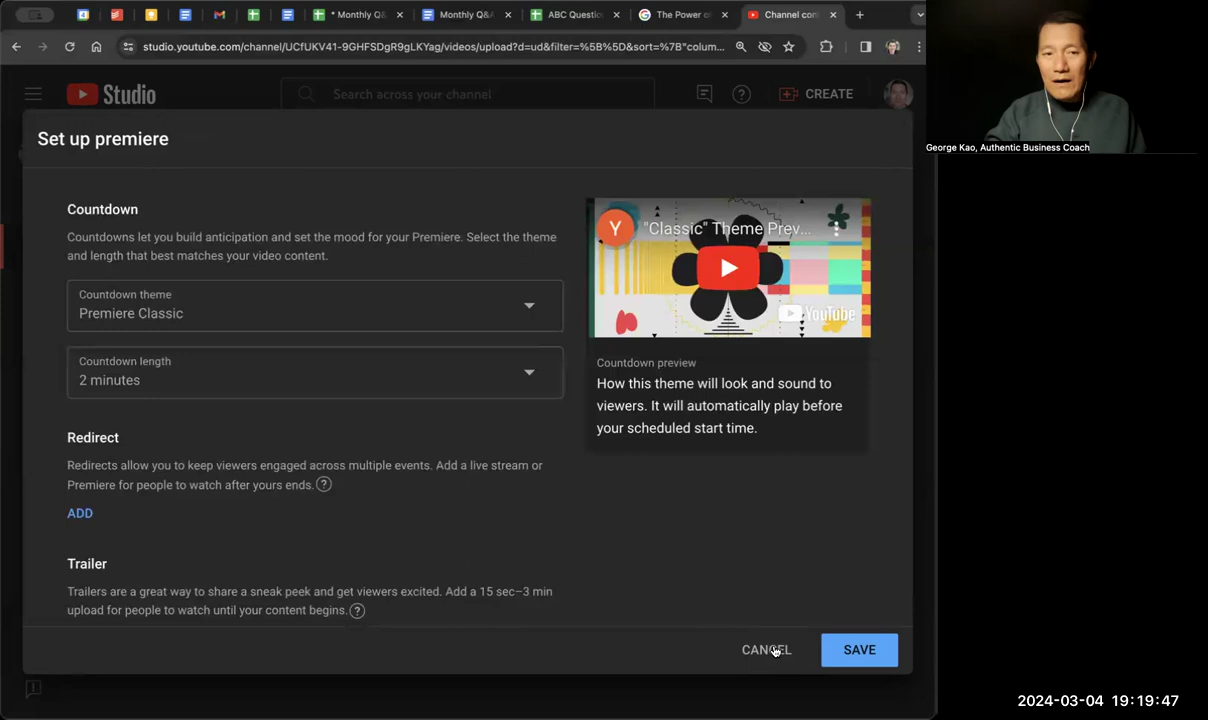 * Monthly Q&
Monthly Q&A
ABC Questio
The Power o
Channel con
studio.youtube.com/channel/UCfUKV41-9GHFSDgR9gLKYag/videos/upload?d=ud&filter=%5B%5D&sort=%7B"colum...
Studio
Search across your channel
CREATE
George Kao, Authentic Business Coach
Set up premiere
Countdown
Countdowns let you build anticipation and set the mood for your Premiere. Select the theme
and length that best matches your video content.
Countdown theme
Premiere Classic
Countdown length
2 minutes
Y
"Classic" Theme Prev...
YouTube
Countdown preview
How this theme will look and sound to
viewers. It will automatically play before
your scheduled start time.
Redirect
Redirects allow you to keep viewers engaged across multiple events. Add a live stream or
Premiere for people to watch after yours ends.
ADD
Trailer
Trailers are a great way to share a sneak peek and get viewers excited. Add a 15 sec–3 min
upload for people to watch until your content begins.
CANCEL
SAVE
2024-03-04 19:19:47